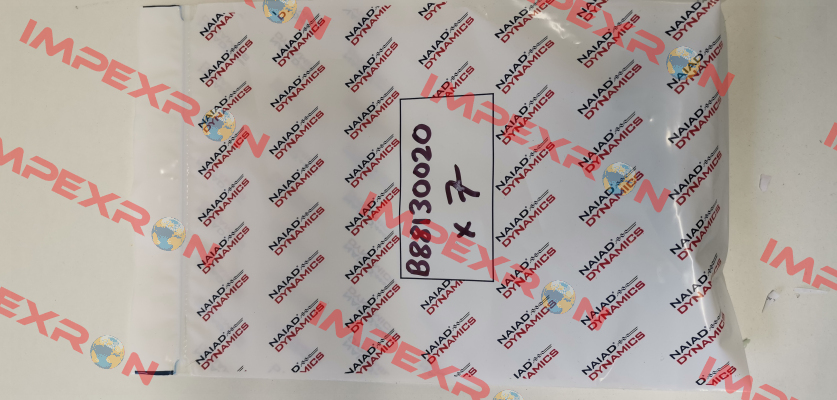 NAIAD
DYNAMICS
B88130020
x 7
IMPEXRON